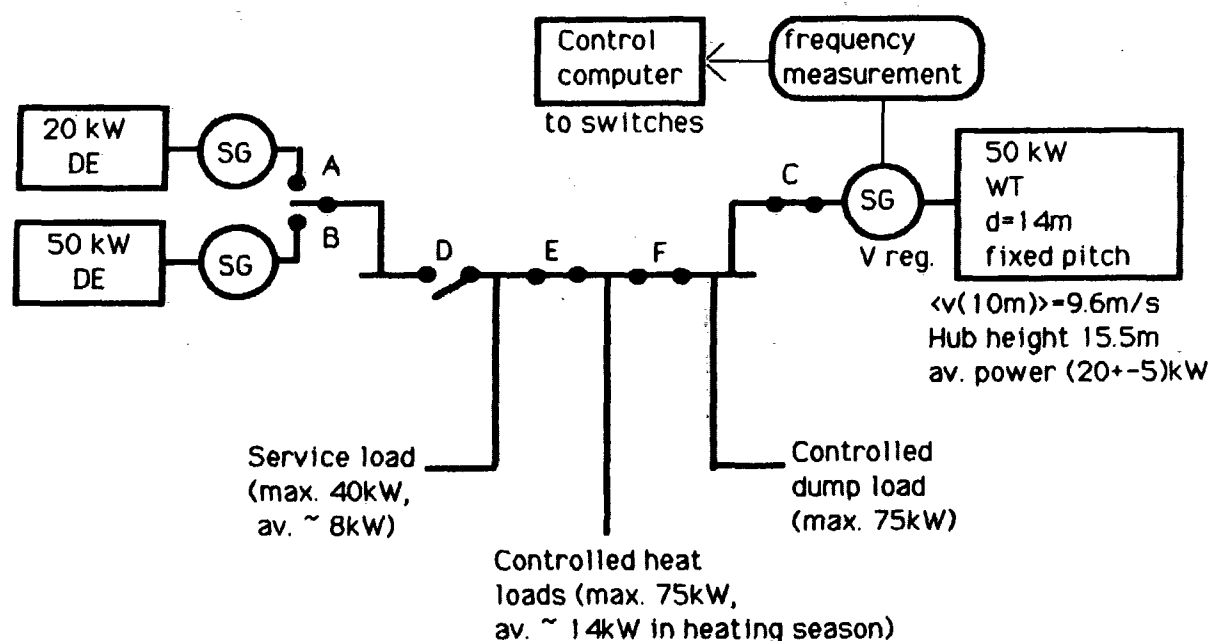 Control
computer
to switches
frequency
measurement
20 kW
DE
SG
A
50 kW
DE
SG
B
D
E
F
C
SG
V reg.
50 kW
WT
d=14m
fixed pitch
<v(10m)>=9.6m/s
Hub height 15.5m
av. power (20+-5)kW
Service load
(max. 40kW,
av. ~ 8kW)
Controlled heat
loads (max. 75kW,
av. ~ 14kW in heating season)
Controlled
dump load
(max. 75kW)